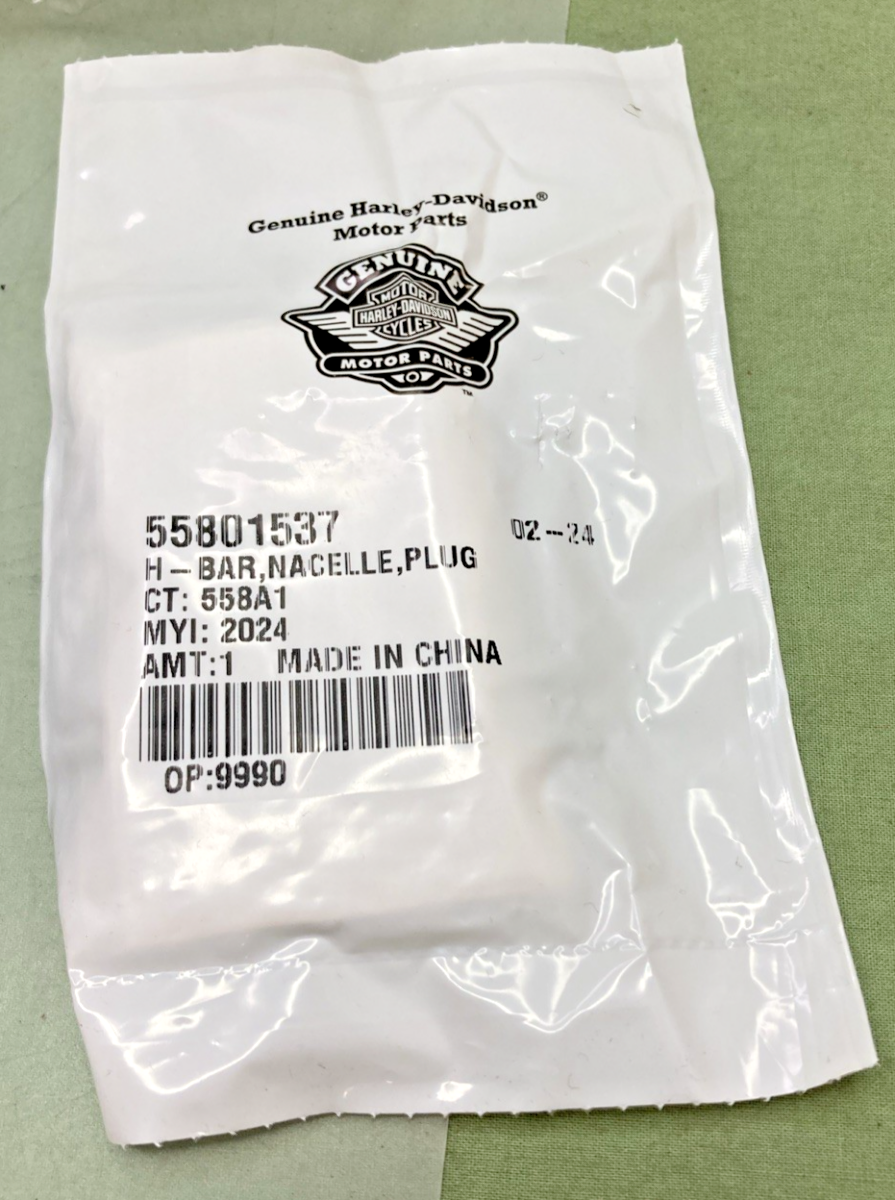 Genuine Harley-Davidson®
Motor Parts
GENUINE
MOTOR
HARLEY-DAVIDSON
CYCLES
MOTOR PARTS
TM
55801537 02-24
H-BAR,NACELLE,PLUG
CT: 558A1
MYI: 2024
AMT:1 MADE IN CHINA
OP:9990